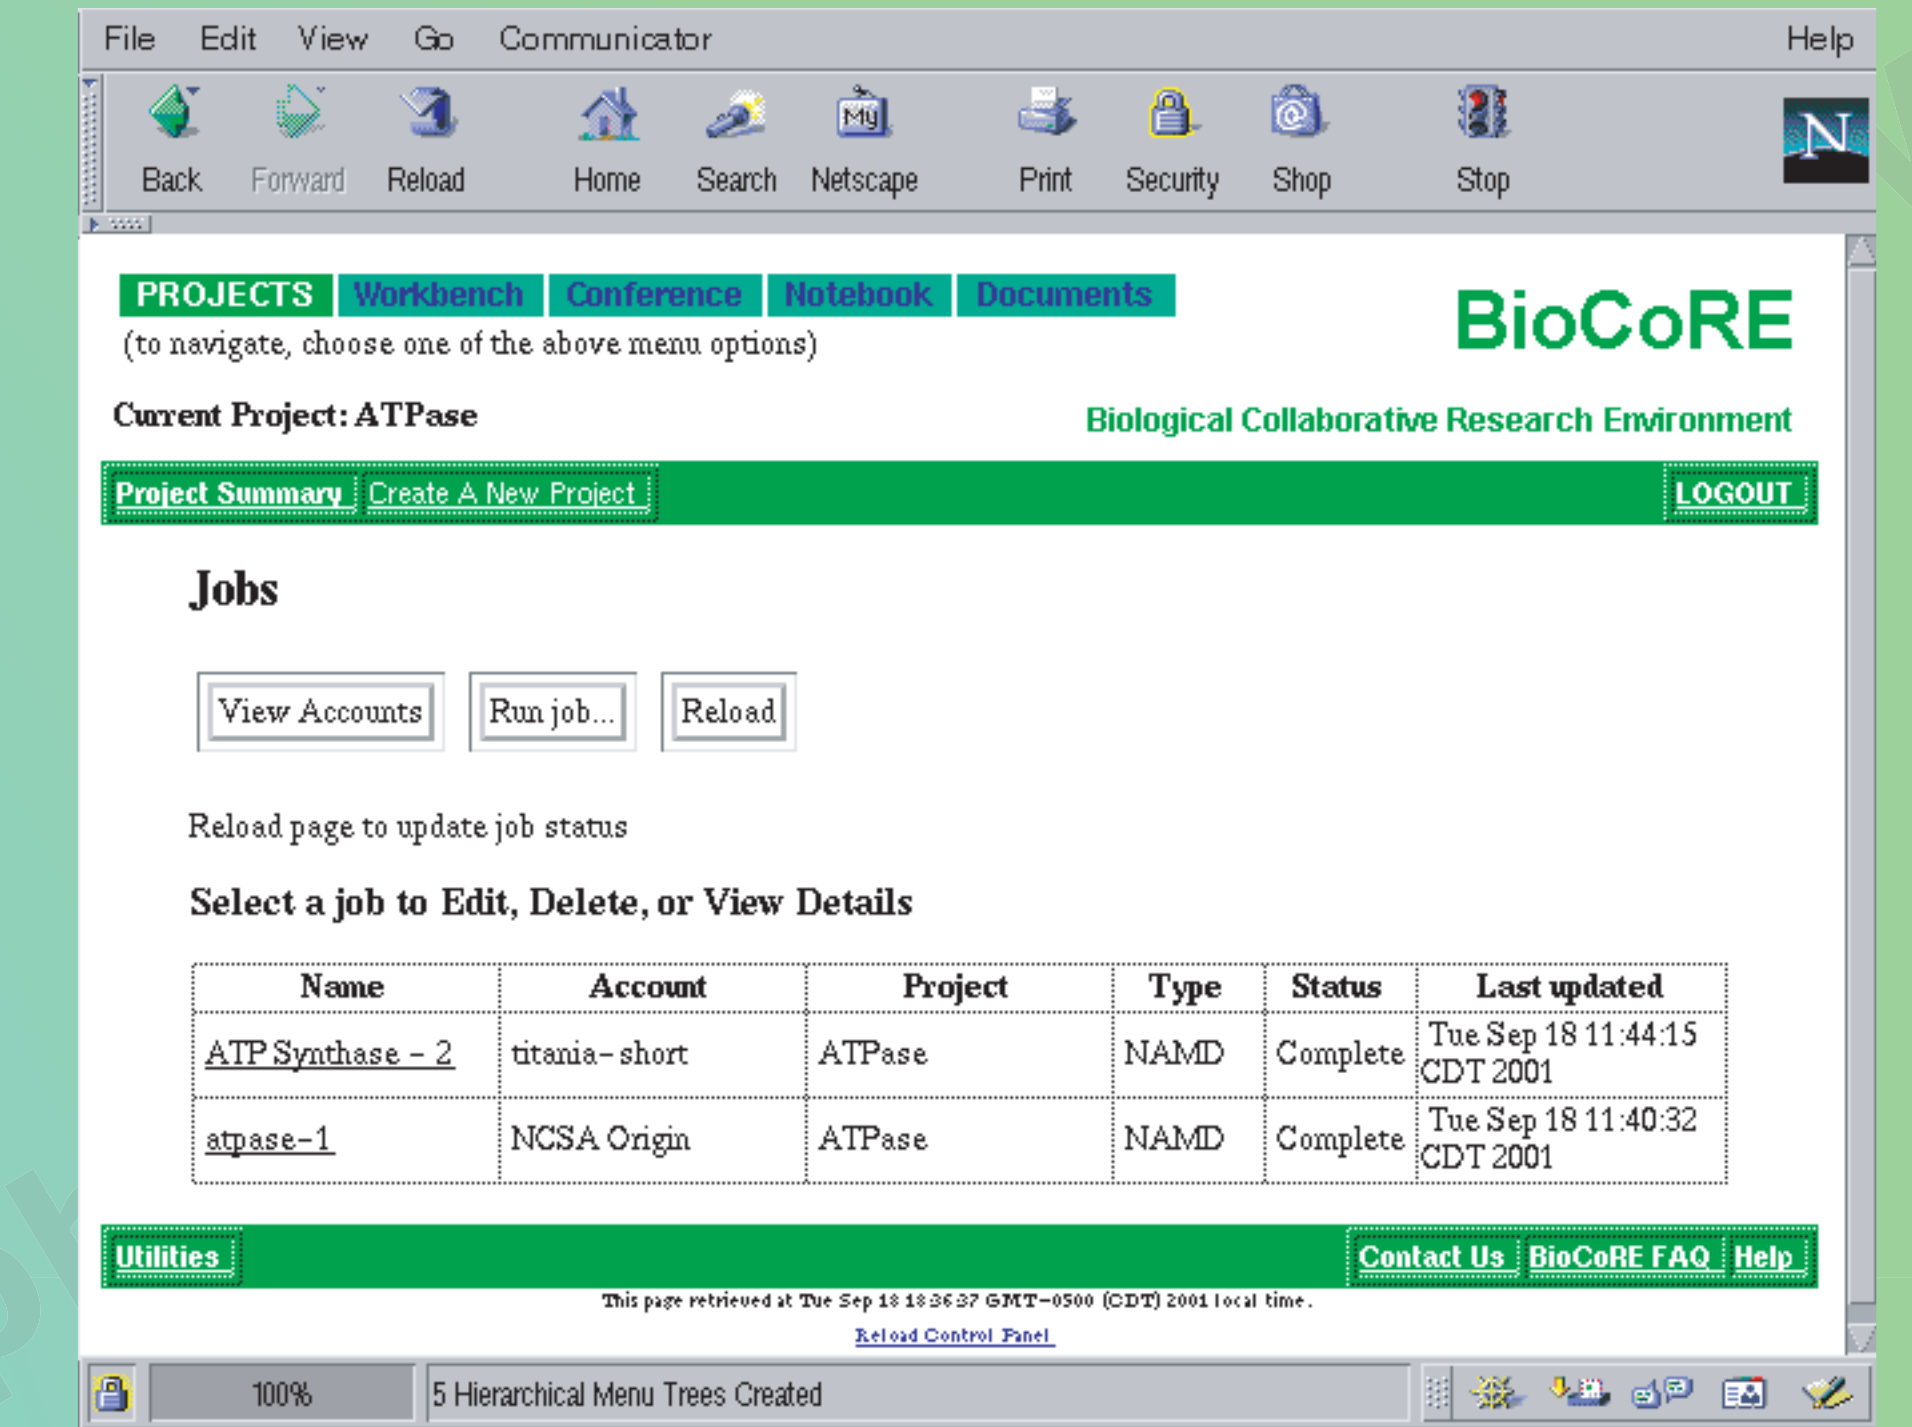 File Edit View Go Communicator Help
My N
Back Forward Reload Home Search Netscape Print Security Shop Stop
PROJECTS Workbench Conference Notebook Documents
BioCoRE
(to navigate, choose one of the above menu options)
Current Project: ATPase
Biological Collaborative Research Environment
Project Summary Create A New Project LOGOUT
Jobs
View Accounts Run job... Reload
Reload page to update job status
Select a job to Edit, Delete, or View Details
Name Account Project Type Status Last updated
ATP Synthase - 2 titania-short ATPase NAMD Complete Tue Sep 18 11:44:15
CDT 2001
atpase-1 NCSA Origin ATPase NAMD Complete Tue Sep 18 11:40:32
CDT 2001
Utilities Contact Us BioCoRE FAQ Help
This page retrieved at Tue Sep 18 18:36:37 GMT-0500 (CDT) 2001 local time.
Reload Control Panel
100% 5 Hierarchical Menu Trees Created